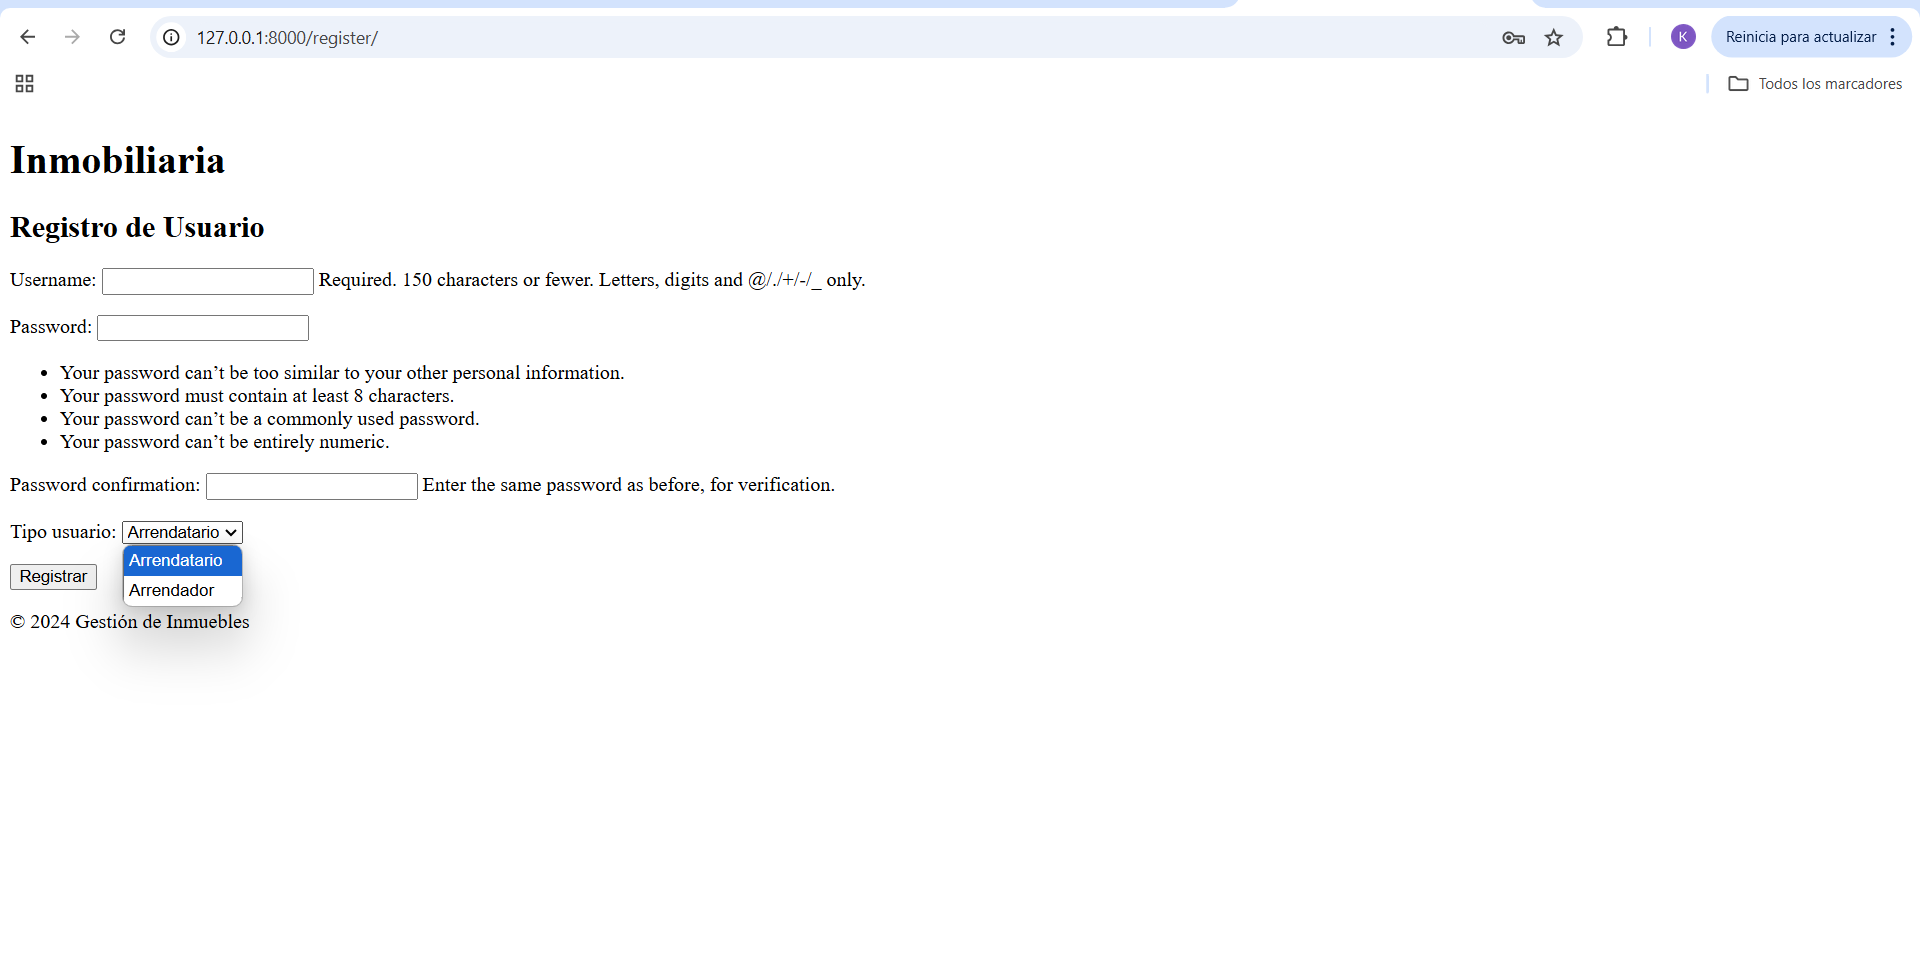 127.0.0.1:8000/register/
K
Reinicia para actualizar
Todos los marcadores
Inmobiliaria
Registro de Usuario
Username: Required. 150 characters or fewer. Letters, digits and @/./+/-/_ only.
Password:
• Your password can’t be too similar to your other personal information.
• Your password must contain at least 8 characters.
• Your password can’t be a commonly used password.
• Your password can’t be entirely numeric.
Password confirmation: Enter the same password as before, for verification.
Tipo usuario: Arrendatario
Arrendatario
Arrendador
Registrar
© 2024 Gestión de Inmuebles